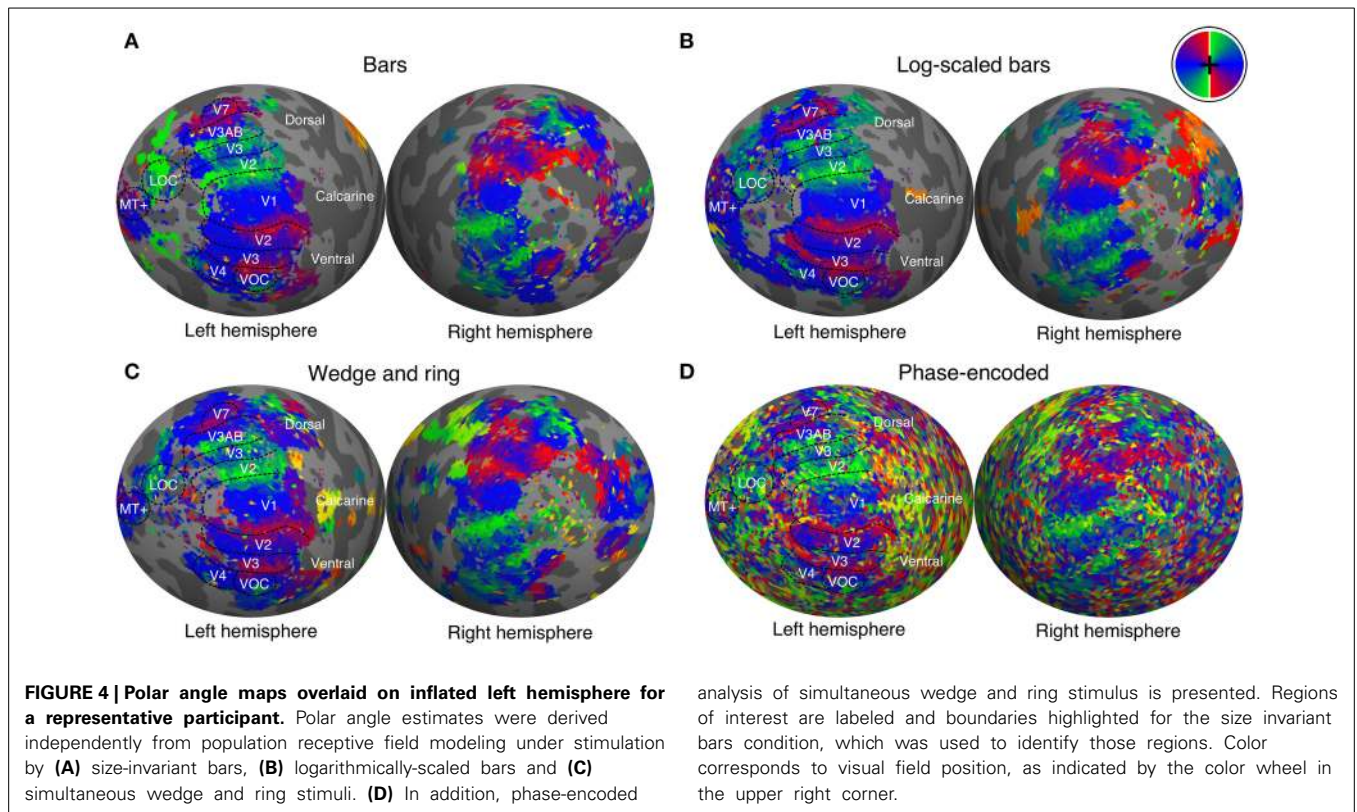 A
Bars
V7
V3AB
V3
V2
LOC
MT+
V1
V2
V3
V4
VOC
Dorsal
Calcarine
Ventral
Left hemisphere
Right hemisphere
B
Log-scaled bars
V7
V3AB
V3
V2
LOC
MT+
V1
V2
V3
V4
VOC
Dorsal
Calcarine
Ventral
Left hemisphere
Right hemisphere
C
Wedge and ring
V7
V3AB
V3
V2
LOC
MT+
V1
V2
V3
V4
VOC
Dorsal
Calcarine
Ventral
Left hemisphere
Right hemisphere
D
Phase-encoded
V7
V3AB
V3
V2
LOC
MT+
V1
V2
V3
V4
VOC
Dorsal
Calcarine
Ventral
Left hemisphere
Right hemisphere
FIGURE 4 | Polar angle maps overlaid on inflated left hemisphere for
a representative participant. Polar angle estimates were derived
independently from population receptive field modeling under stimulation
by (A) size-invariant bars, (B) logarithmically-scaled bars and (C)
simultaneous wedge and ring stimuli. (D) In addition, phase-encoded
analysis of simultaneous wedge and ring stimulus is presented. Regions
of interest are labeled and boundaries highlighted for the size invariant
bars condition, which was used to identify those regions. Color
corresponds to visual field position, as indicated by the color wheel in
the upper right corner.